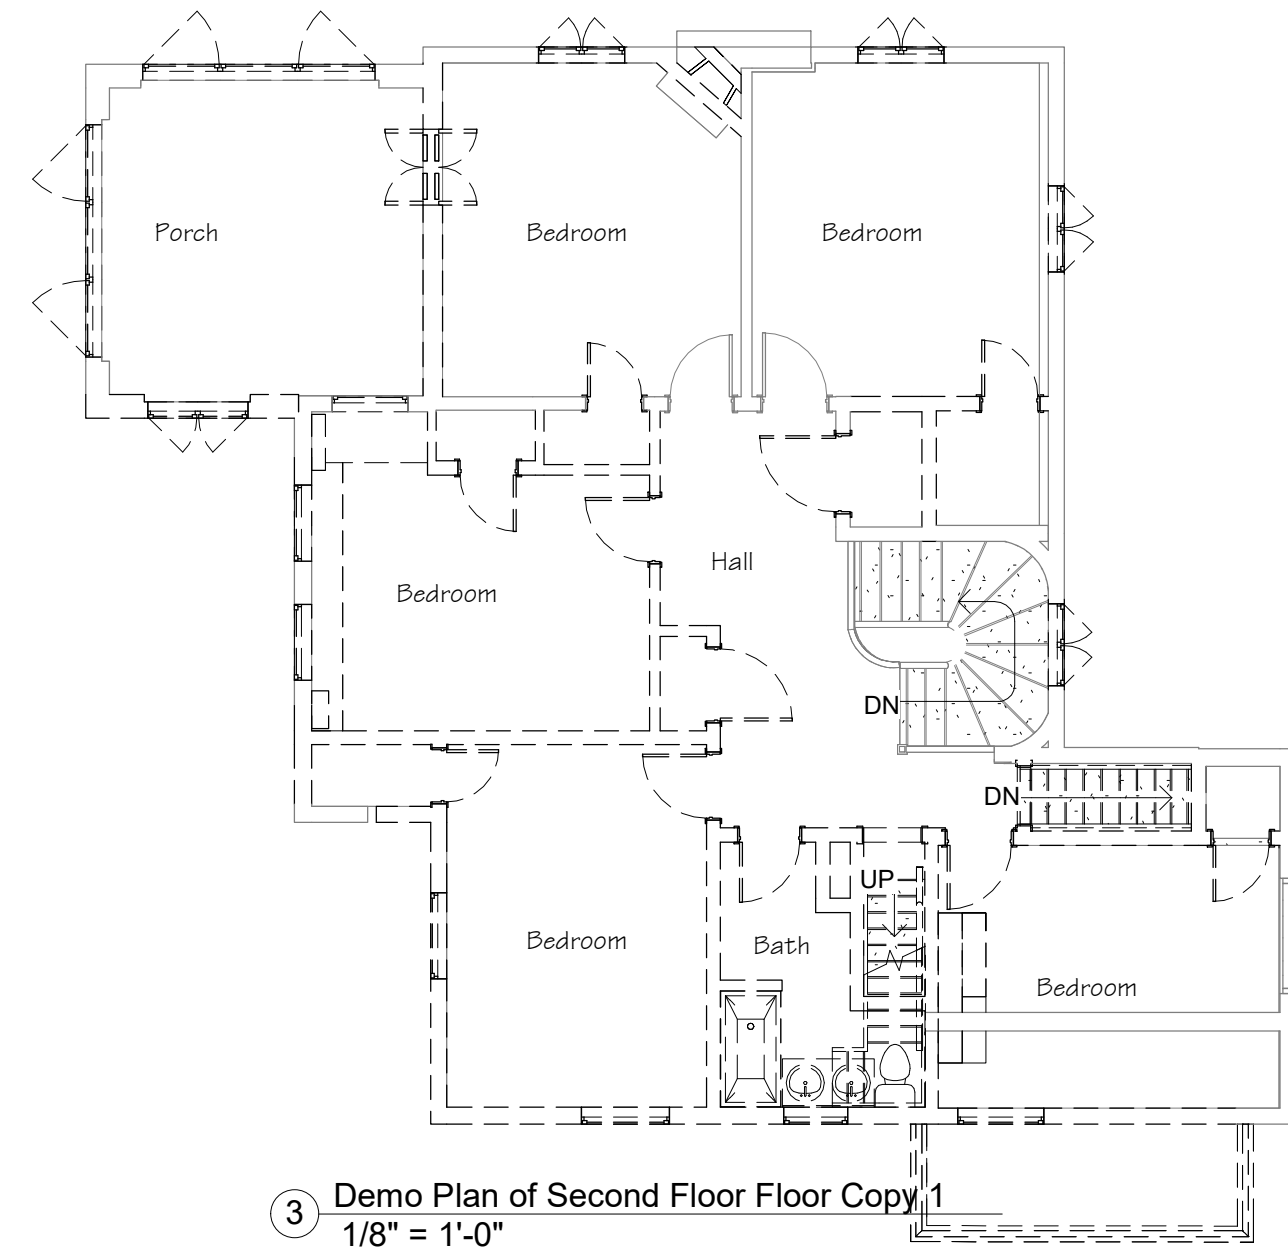 Porch
Bedroom
Bedroom
Hall
Bedroom
DN
DN
UP
Bedroom
Bath
Bedroom
3
Demo Plan of Second Floor Floor Copy 1
1/8" = 1'-0"